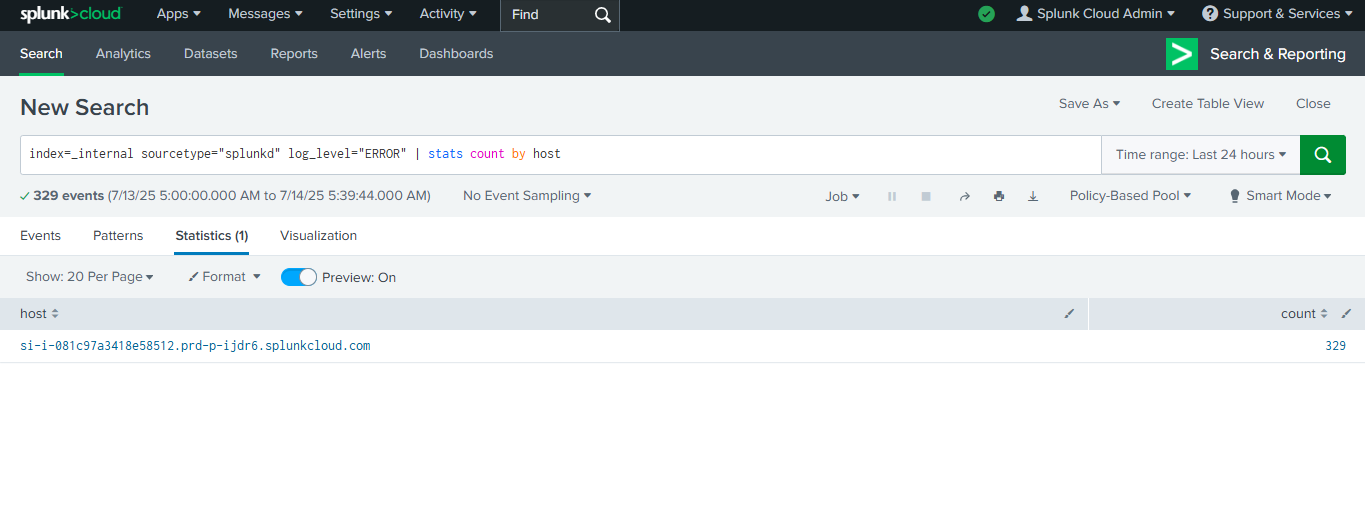 splunk>cloud Apps Messages Settings Activity Find Splunk Cloud Admin ? Support & Services
Search Analytics Datasets Reports Alerts Dashboards > Search & Reporting
New Search Save As Create Table View Close
index=_internal sourcetype="splunkd" log_level="ERROR" | stats count by host Time range: Last 24 hours
329 events (7/13/25 5:00:00.000 AM to 7/14/25 5:39:44.000 AM) No Event Sampling Job Policy-Based Pool Smart Mode
Events Patterns Statistics (1) Visualization
Show: 20 Per Page Format Preview: On
host count
si-i-081c97a3418e58512.prd-p-ijdr6.splunkcloud.com 329